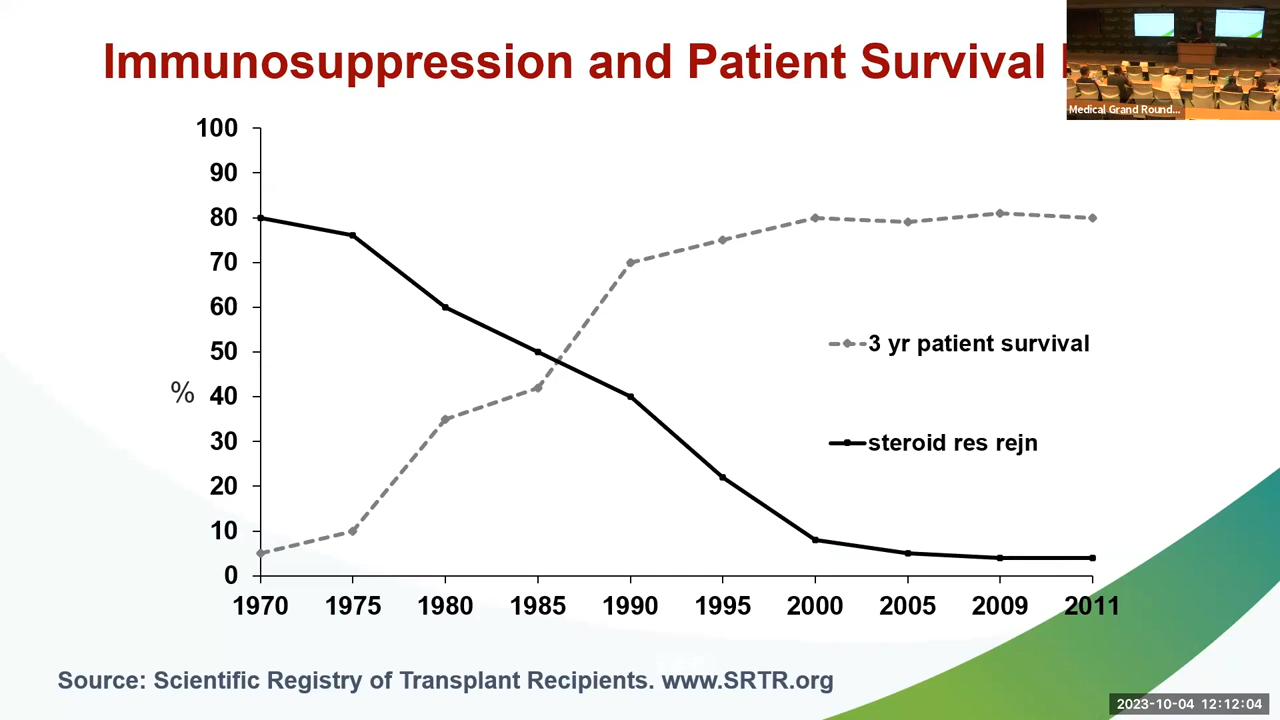 Immunosuppression and Patient Survival
Medical Grand Round...
100
90
80
70
60
50
% 40
30
20
10
0
3 yr patient survival
steroid res rejn
1970 1975 1980 1985 1990 1995 2000 2005 2009 2011
Source: Scientific Registry of Transplant Recipients. www.SRTR.org
2023-10-04 12:12:04